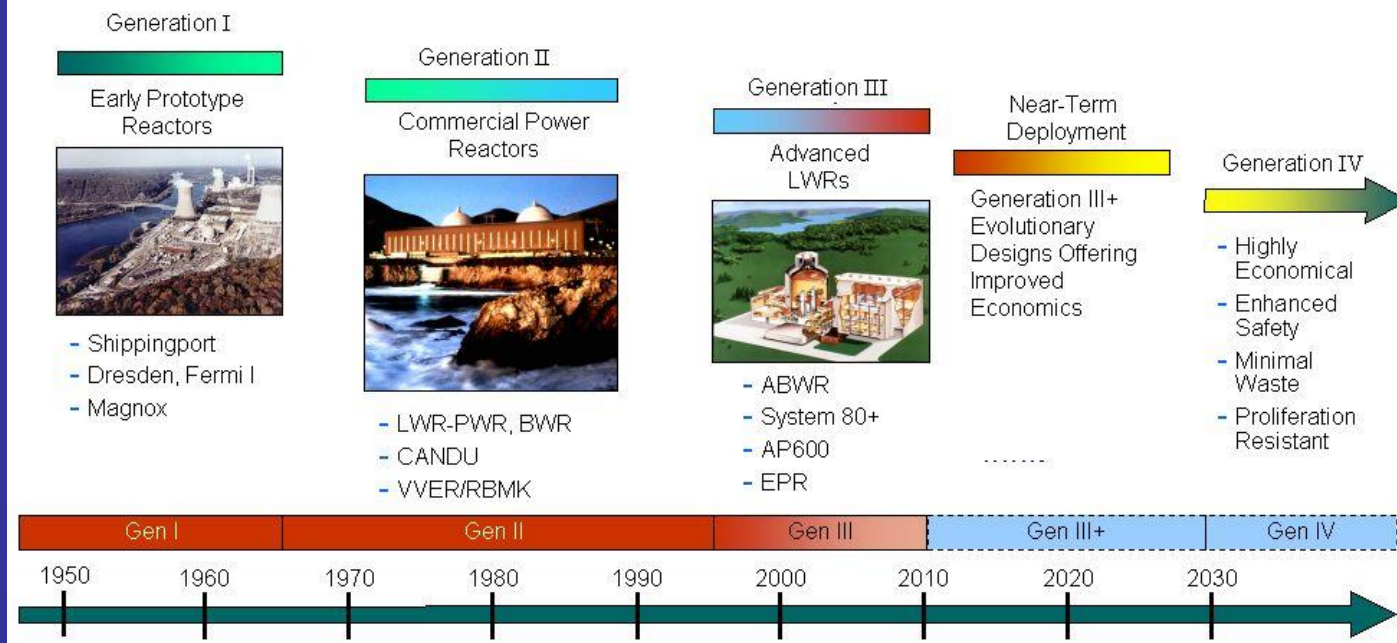 Generation I
Early Prototype
Reactors
- Shippingport
- Dresden, Fermi I
- Magnox
Generation II
Commercial Power
Reactors
- LWR-PWR, BWR
- CANDU
- VVER/RBMK
Generation III
Advanced
LWRs
- ABWR
- System 80+
- AP600
- EPR
Near-Term
Deployment
Generation III+
Evolutionary
Designs Offering
Improved
Economics
Generation IV
- Highly
Economical
- Enhanced
Safety
- Minimal
Waste
- Proliferation
Resistant
Gen I Gen II Gen III Gen III+ Gen IV
1950 1960 1970 1980 1990 2000 2010 2020 2030